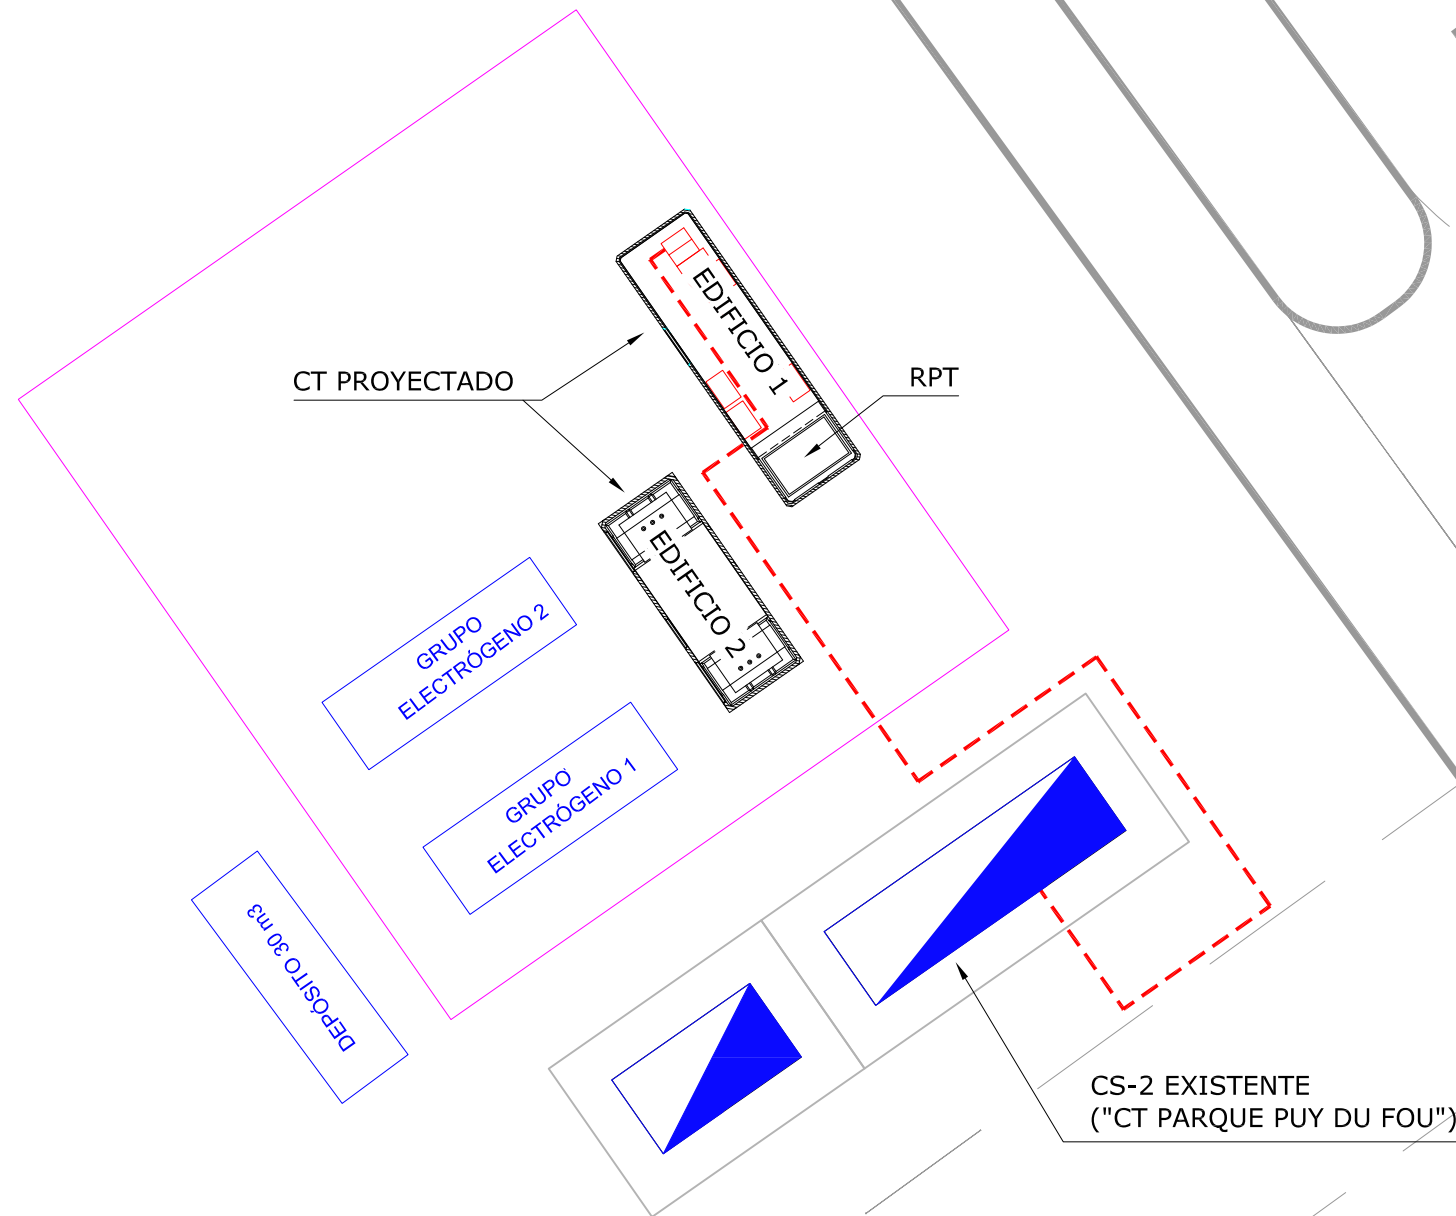 EDIFICIO 1
CT PROYECTADO
RPT
EDIFICIO 2
GRUPO
ELECTRÓGENO 2
GRUPO
ELECTRÓGENO 1
DEPÓSITO 30 m3
CS-2 EXISTENTE
("CT PARQUE PUY DU FOU")